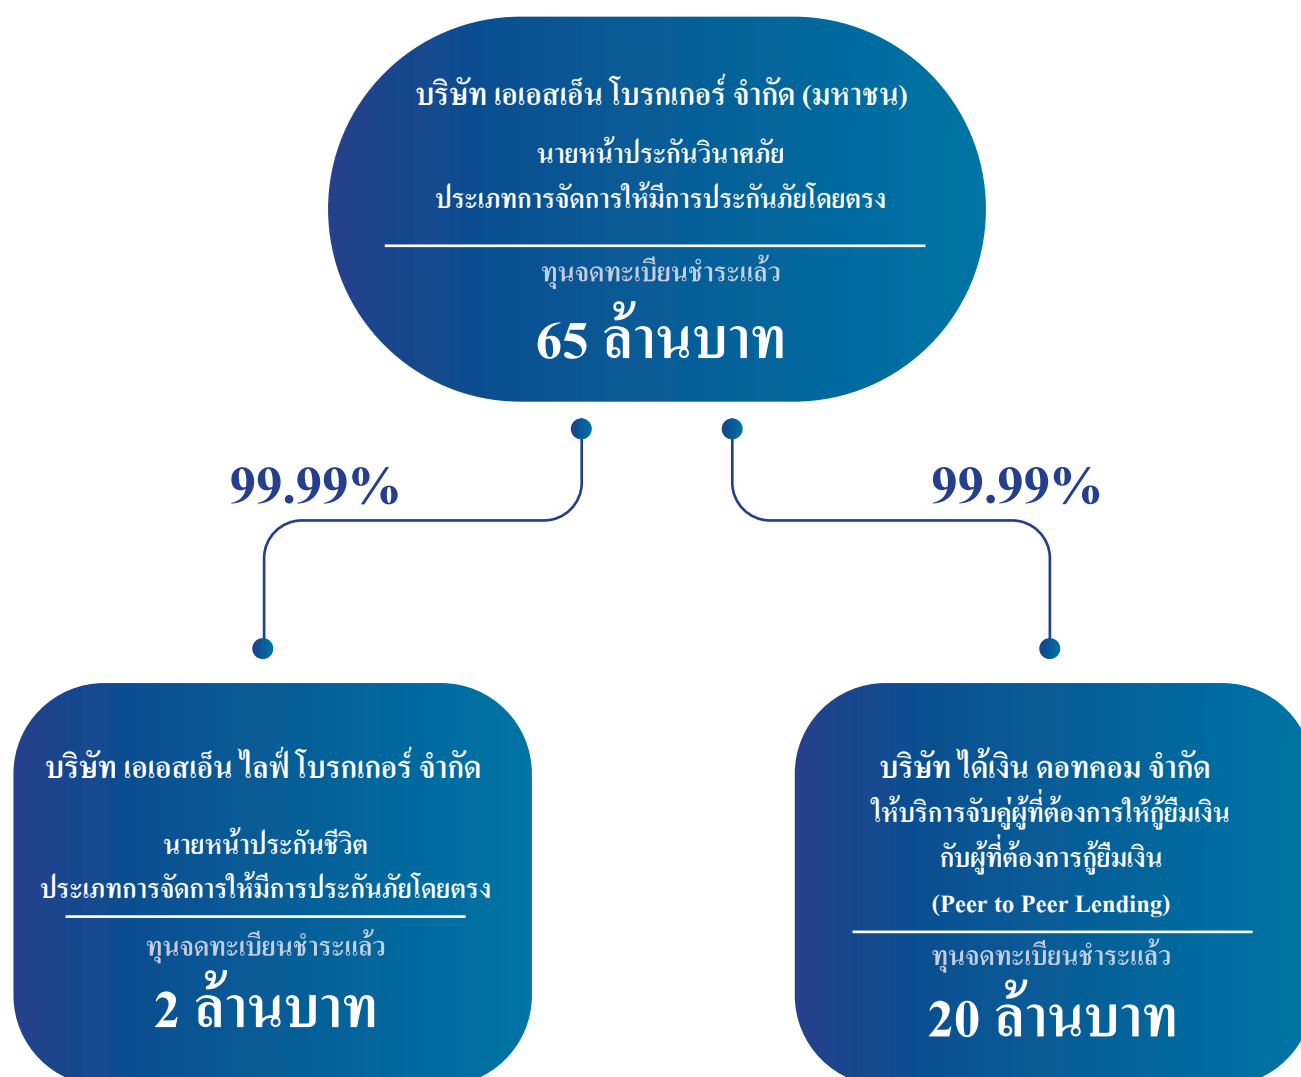 บริษัท เอเอสเอ็น โบรกเกอร์ จำกัด (มหาชน)
นายหน้าประกันวินาศภัย
ประเภทการจัดการให้มีการประกันภัยโดยตรง
ทุนจดทะเบียนชำระแล้ว
65 ล้านบาท
99.99%
99.99%
บริษัท เอเอสเอ็น ไลฟ์ โบรกเกอร์ จำกัด
นายหน้าประกันชีวิต
ประเภทการจัดการให้มีการประกันภัยโดยตรง
ทุนจดทะเบียนชำระแล้ว
2 ล้านบาท
บริษัท ได้เงิน ดอทคอม จำกัด
ให้บริการจับคู่ผู้ที่ต้องการให้กู้ยืมเงิน
กับผู้ที่ต้องการกู้ยืมเงิน
(Peer to Peer Lending)
ทุนจดทะเบียนชำระแล้ว
20 ล้านบาท